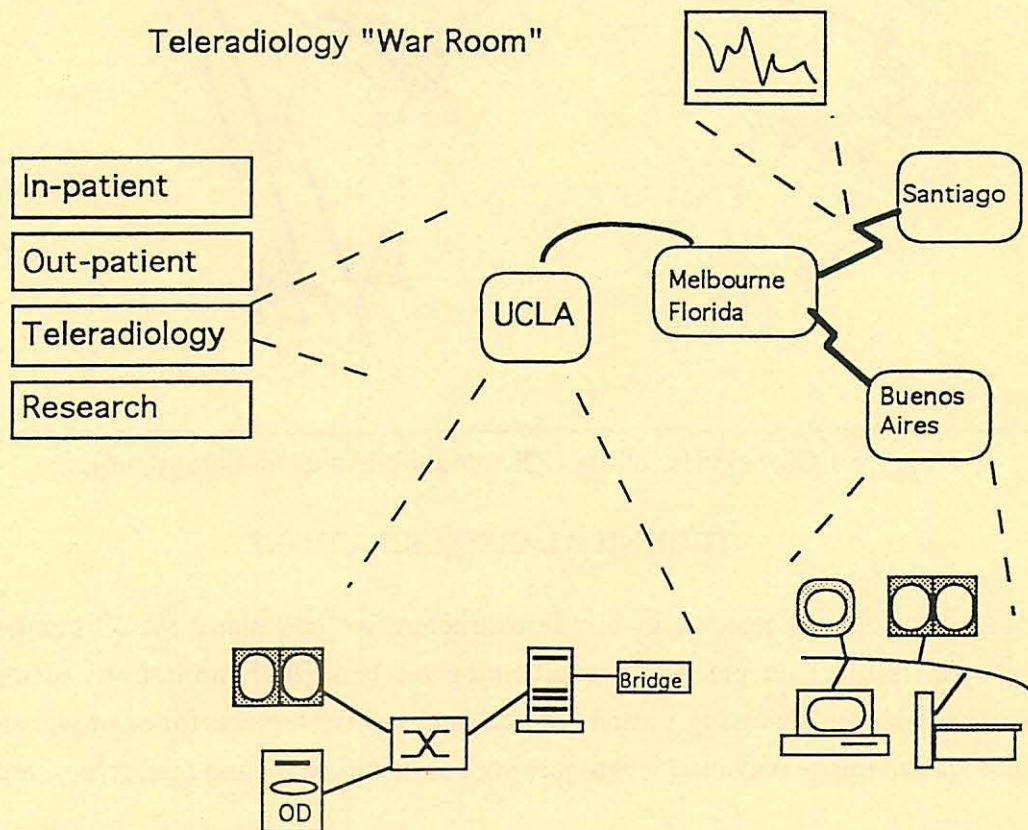 Teleradiology "War Room"
In-patient
Out-patient
Teleradiology
Research
UCLA
Melbourne
Florida
Santiago
Buenos
Aires
Bridge
OD